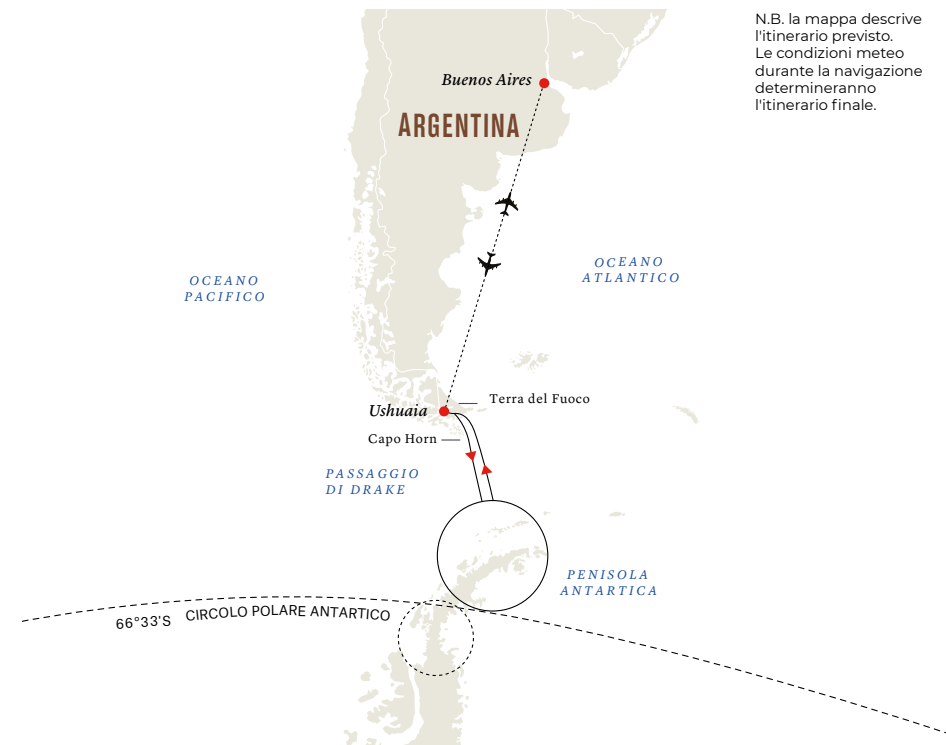 N.B. la mappa descrive
l'itinerario previsto.
Le condizioni meteo
durante la navigazione
determineranno
l'itinerario finale.
Buenos Aires
ARGENTINA
OCEANO
PACIFICO
OCEANO
ATLANTICO
Terra del Fuoco
Ushuaia
Capo Horn
PASSAGGIO
DI DRAKE
PENISOLA
ANTARTICA
66°33'S CIRCOLO POLARE ANTARTICO